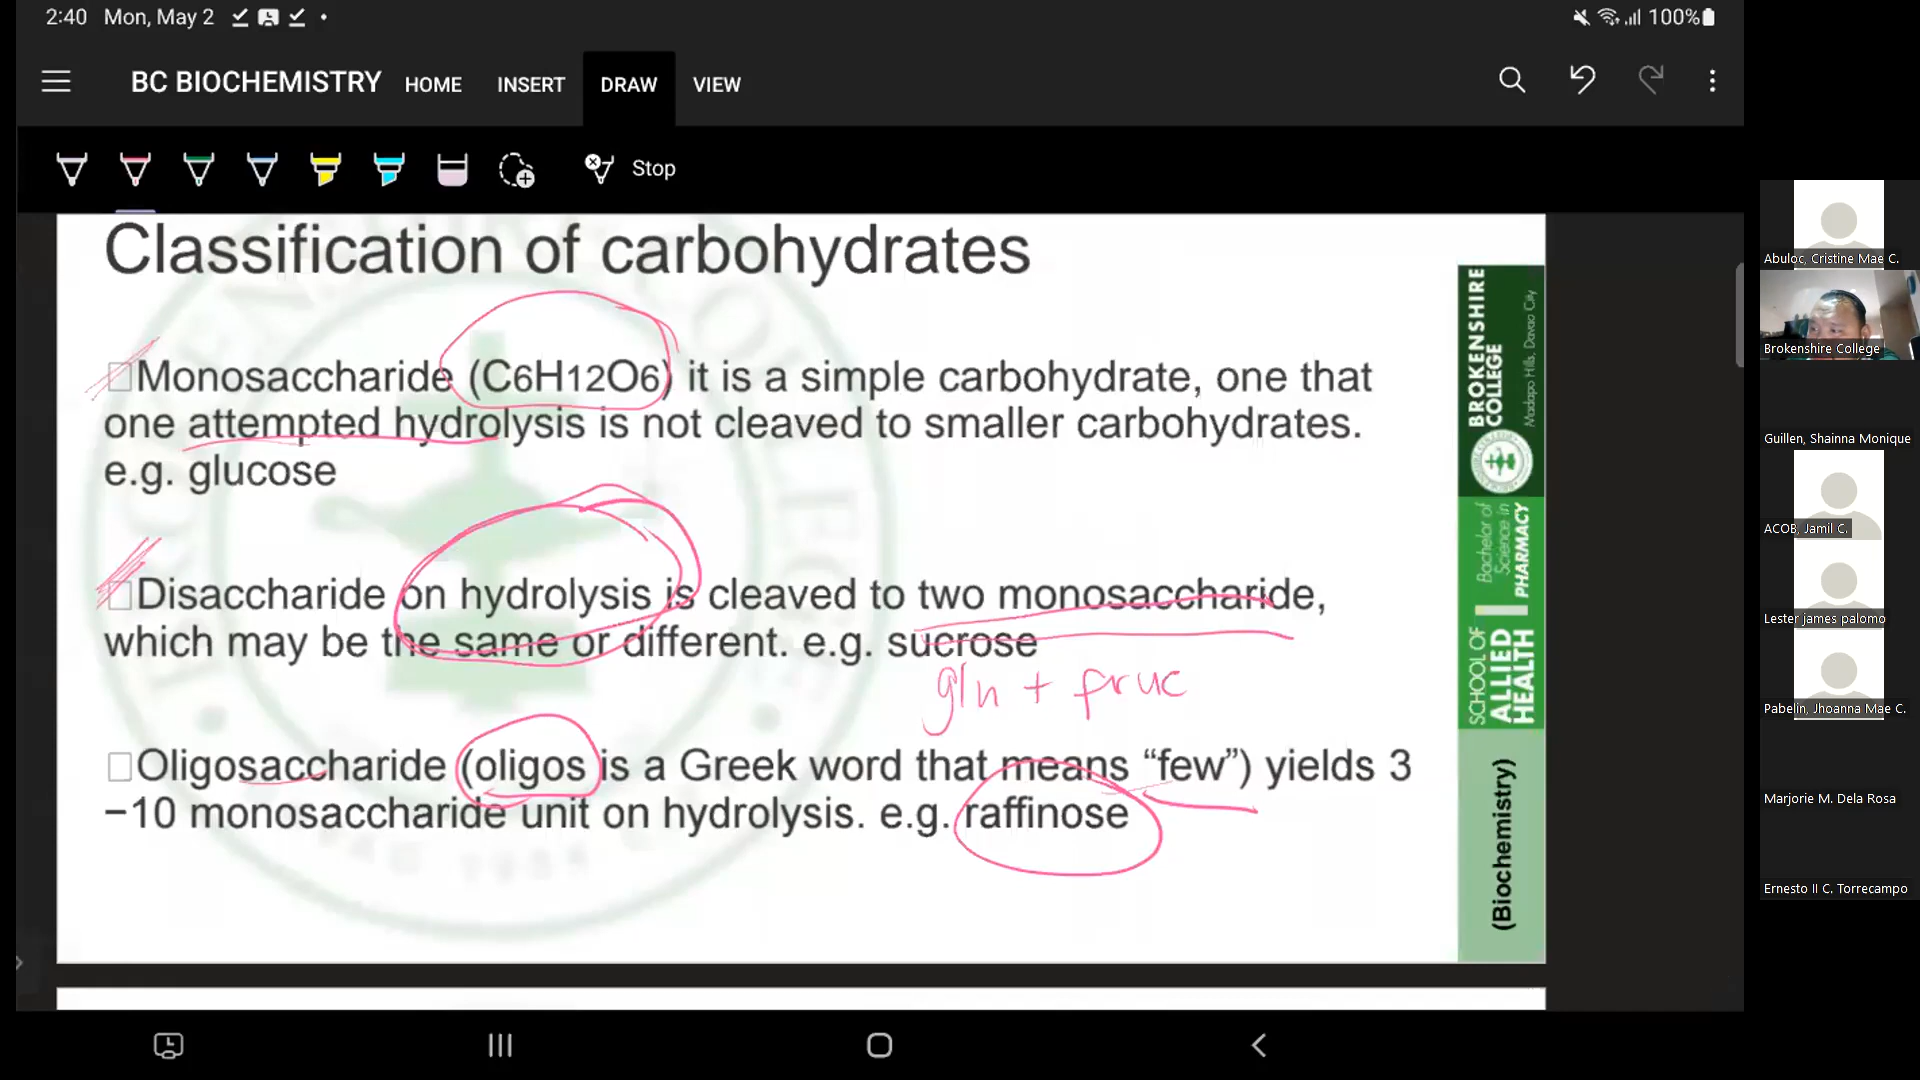 2:40 Mon, May 2
100%
BC BIOCHEMISTRY HOME INSERT DRAW VIEW
Stop
Classification of carbohydrates
Monosaccharide (C6H12O6) it is a simple carbohydrate, one that
one attempted hydrolysis is not cleaved to smaller carbohydrates.
e.g. glucose
Disaccharide on hydrolysis is cleaved to two monosaccharide,
which may be the same or different. e.g. sucrose
glu + fruc
Oligosaccharide (oligos is a Greek word that means “few”) yields 3
–10 monosaccharide unit on hydrolysis. e.g. raffinose
BROKENSHIRE
COLLEGE
Madapo Hills, Davao City
SCHOOL OF
ALLIED
HEALTH
Bachelor of
Science in
PHARMACY
(Biochemistry)
Abuloc, Cristine Mae C.
Brokenshire College
Guillen, Shainna Monique
ACOB, Jamil C.
Lester james palomo
Pabelin, Jhoanna Mae C.
Marjorie M. Dela Rosa
Ernesto II C. Torrecampo